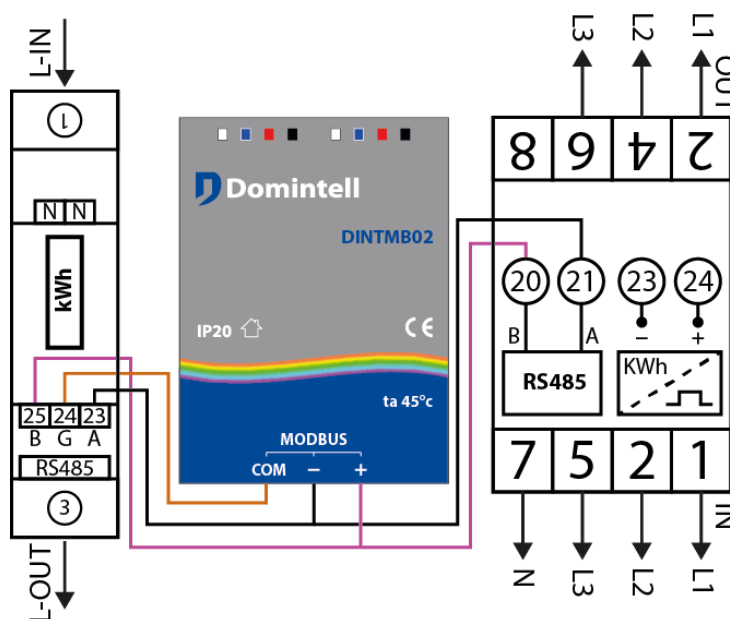 L-IN
1
N N
kWh
25 24 23
B G A
RS485
3
L-OUT
Domintell
DINTMB02
IP20
CE
ta 45°c
MODBUS
COM − +
L3 L2 L1
OUT
8 6 4 2
20 21 23 24
B A − +
RS485
KWh
7 5 2 1
IN
N L3 L2 L1